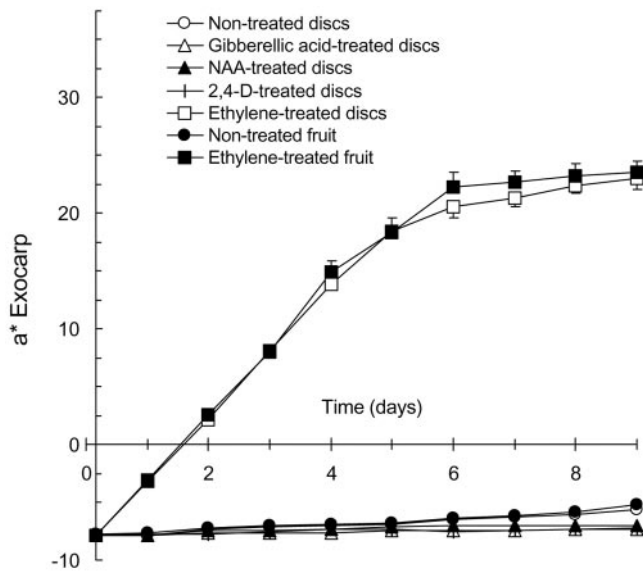 Non-treated discs
Gibberellic acid-treated discs
NAA-treated discs
2,4-D-treated discs
Ethylene-treated discs
Non-treated fruit
Ethylene-treated fruit
30
20
10
0
-10
a* Exocarp
Time (days)
0 2 4 6 8